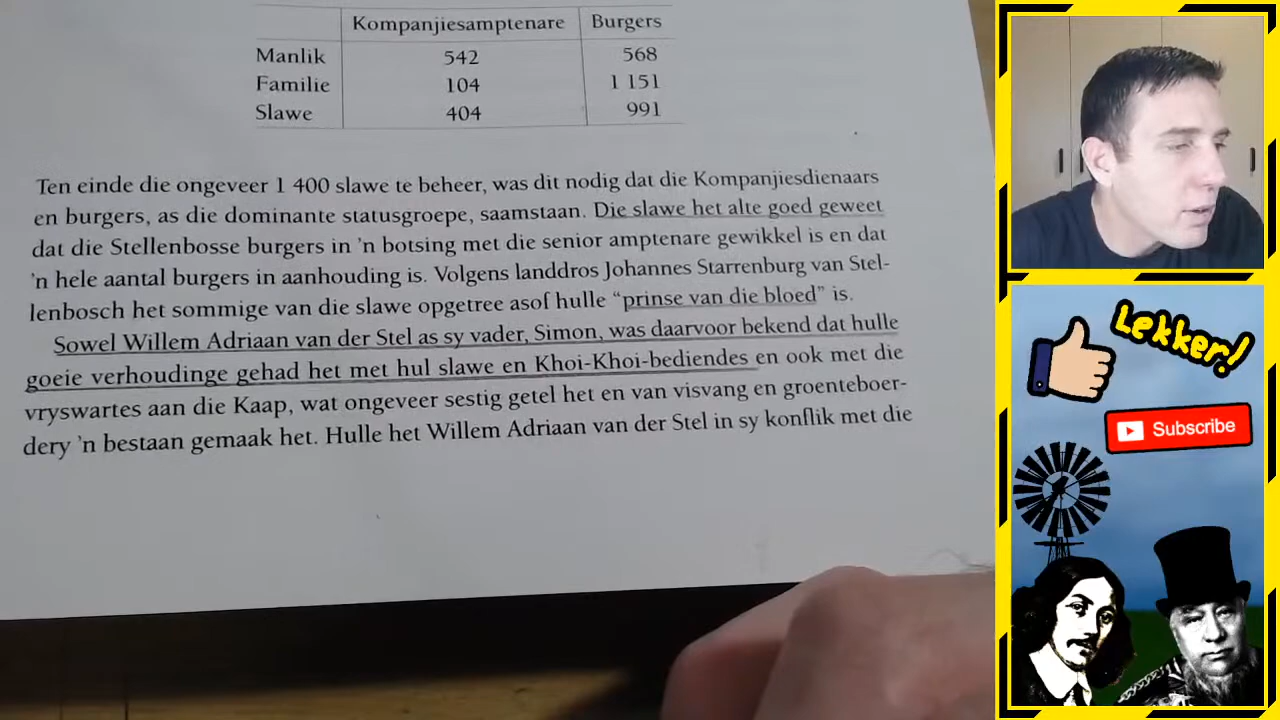 Kompanjiesamptenare Burgers
Manlik 542 568
Familie 104 1 151
Slawe 404 991
Ten einde die ongeveer 1 400 slawe te beheer, was dit nodig dat die Kompanjiesdienaars
en burgers, as die dominante statusgroepe, saamstaan. Die slawe het alte goed geweet
dat die Stellenbosse burgers in 'n botsing met die senior amptenare gewikkel is en dat
'n hele aantal burgers in aanhouding is. Volgens landdros Johannes Starrenburg van Stel-
lenbosch het sommige van die slawe opgetree asof hulle “prinse van die bloed” is.
Sowel Willem Adriaan van der Stel as sy vader, Simon, was daarvoor bekend dat hulle
goeie verhoudinge gehad het met hul slawe en Khoi-Khoi-bediendes en ook met die
vryswartes aan die Kaap, wat ongeveer sestig getel het en van visvang en groenteboer-
dery 'n bestaan gemaak het. Hulle het Willem Adriaan van der Stel in sy konflik met die
Lekker!
Subscribe